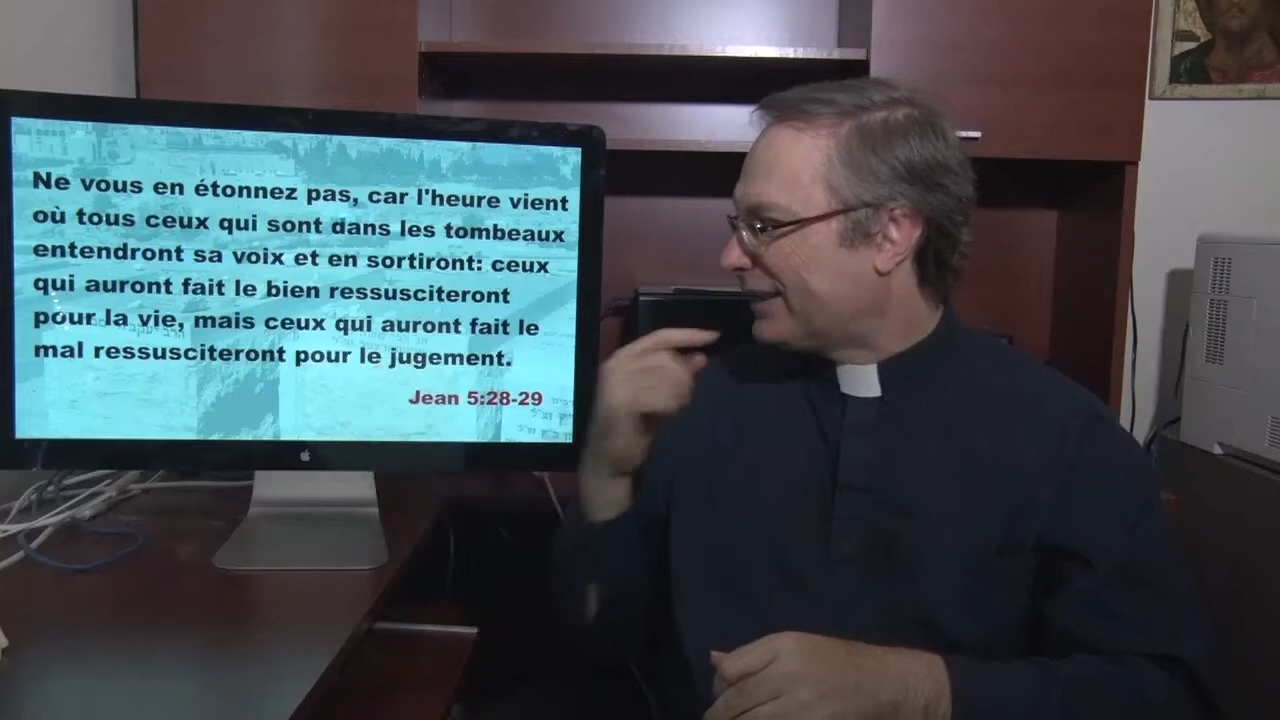 Ne vous en étonnez pas, car l'heure vient
où tous ceux qui sont dans les tombeaux
entendront sa voix et en sortiront: ceux
qui auront fait le bien ressusciteront
pour la vie, mais ceux qui auront fait le
mal ressusciteront pour le jugement.
Jean 5:28-29